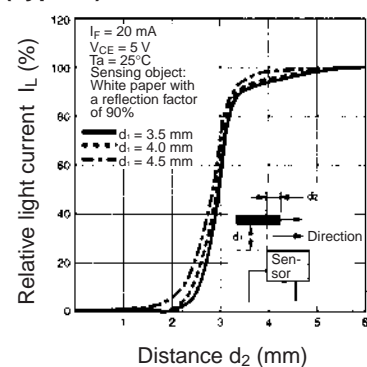 Relative light current I_L (%)
120
100
80
60
40
20
0
I_F = 20 mA
V_CE = 5 V
Ta = 25°C
Sensing object:
White paper with
a reflection factor
of 90%
d₁ = 3.5 mm
d₁ = 4.0 mm
d₁ = 4.5 mm
d₂
d₁
Direction
Sen-
sor
1 2 3 4 5 6
Distance d₂ (mm)